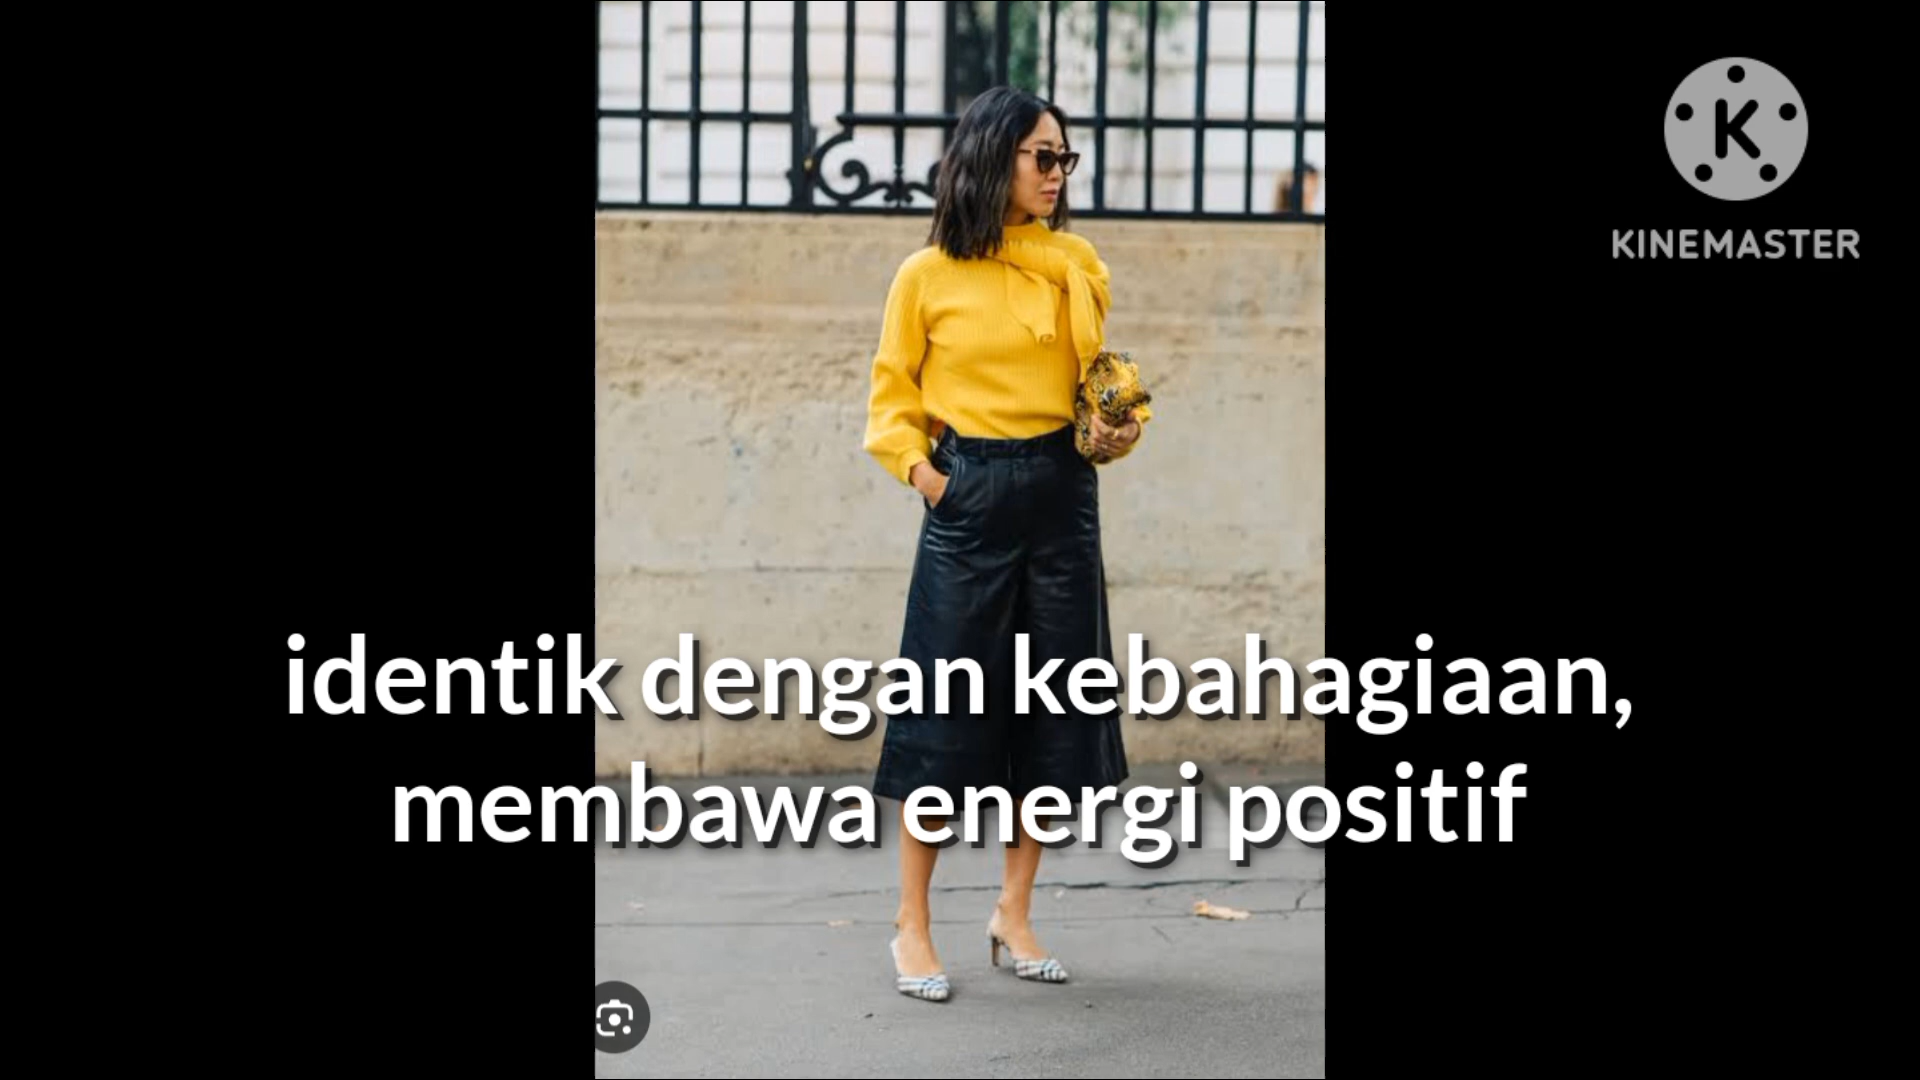 K
KINEMASTER
identik dengan kebahagiaan,
membawa energi positif